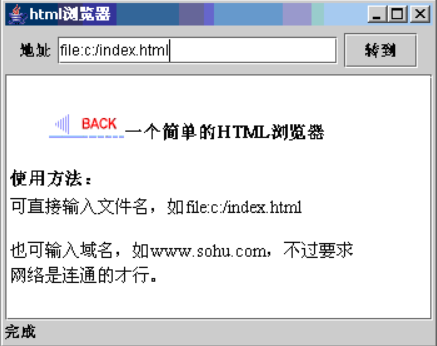 html浏览器
地址 file:c:/index.html 转到
BACK 一个简单的HTML浏览器
使用方法：
可直接输入文件名，如file:c:/index.html
也可输入域名，如www.sohu.com，不过要求
网络是连通的才行。
完成